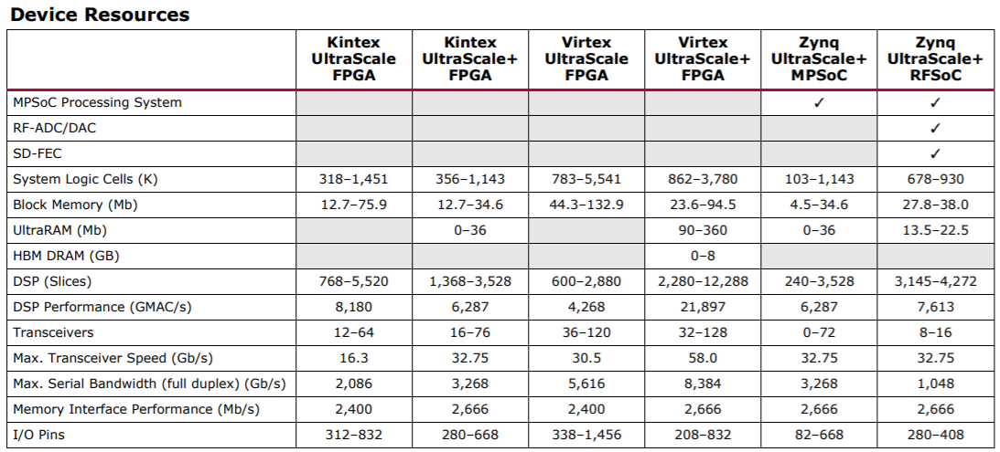 Device Resources
Kintex UltraScale FPGA Kintex UltraScale+ FPGA Virtex UltraScale FPGA Virtex UltraScale+ FPGA Zynq UltraScale+ MPSoC Zynq UltraScale+ RFSoC
MPSoC Processing System ✓ ✓
RF-ADC/DAC ✓
SD-FEC ✓
System Logic Cells (K) 318–1,451 356–1,143 783–5,541 862–3,780 103–1,143 678–930
Block Memory (Mb) 12.7–75.9 12.7–34.6 44.3–132.9 23.6–94.5 4.5–34.6 27.8–38.0
UltraRAM (Mb) 0–36 90–360 0–36 13.5–22.5
HBM DRAM (GB) 0–8
DSP (Slices) 768–5,520 1,368–3,528 600–2,880 2,280–12,288 240–3,528 3,145–4,272
DSP Performance (GMAC/s) 8,180 6,287 4,268 21,897 6,287 7,613
Transceivers 12–64 16–76 36–120 32–128 0–72 8–16
Max. Transceiver Speed (Gb/s) 16.3 32.75 30.5 58.0 32.75 32.75
Max. Serial Bandwidth (full duplex) (Gb/s) 2,086 3,268 5,616 8,384 3,268 1,048
Memory Interface Performance (Mb/s) 2,400 2,666 2,400 2,666 2,666 2,666
I/O Pins 312–832 280–668 338–1,456 208–832 82–668 280–408